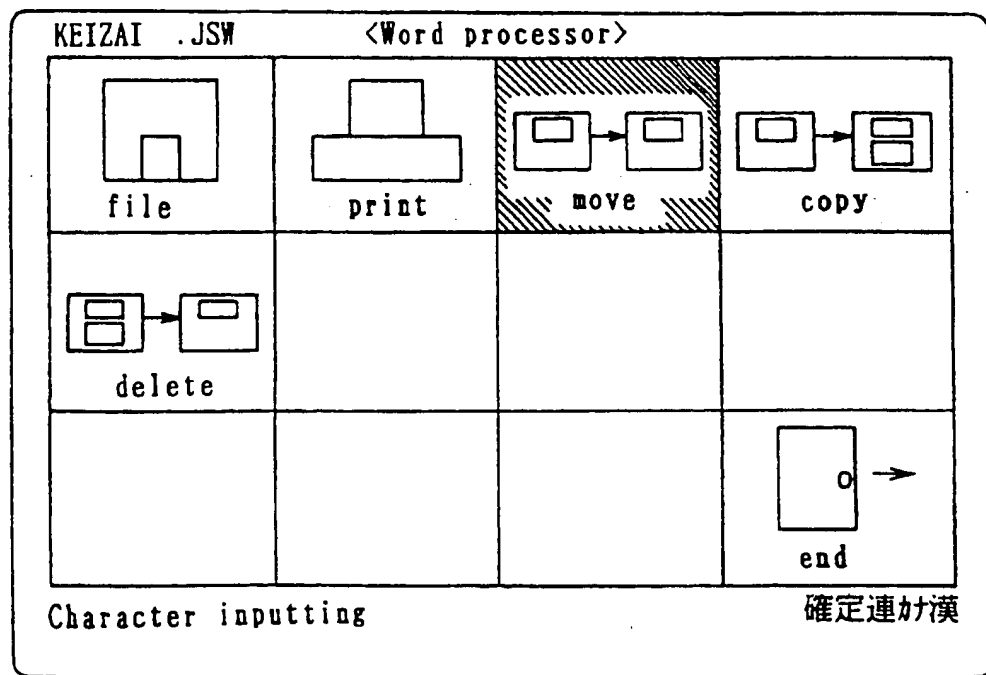 KEIZAI .JSW <Word processor>
file print move copy
delete
end
Character inputting 確定連カナ漢